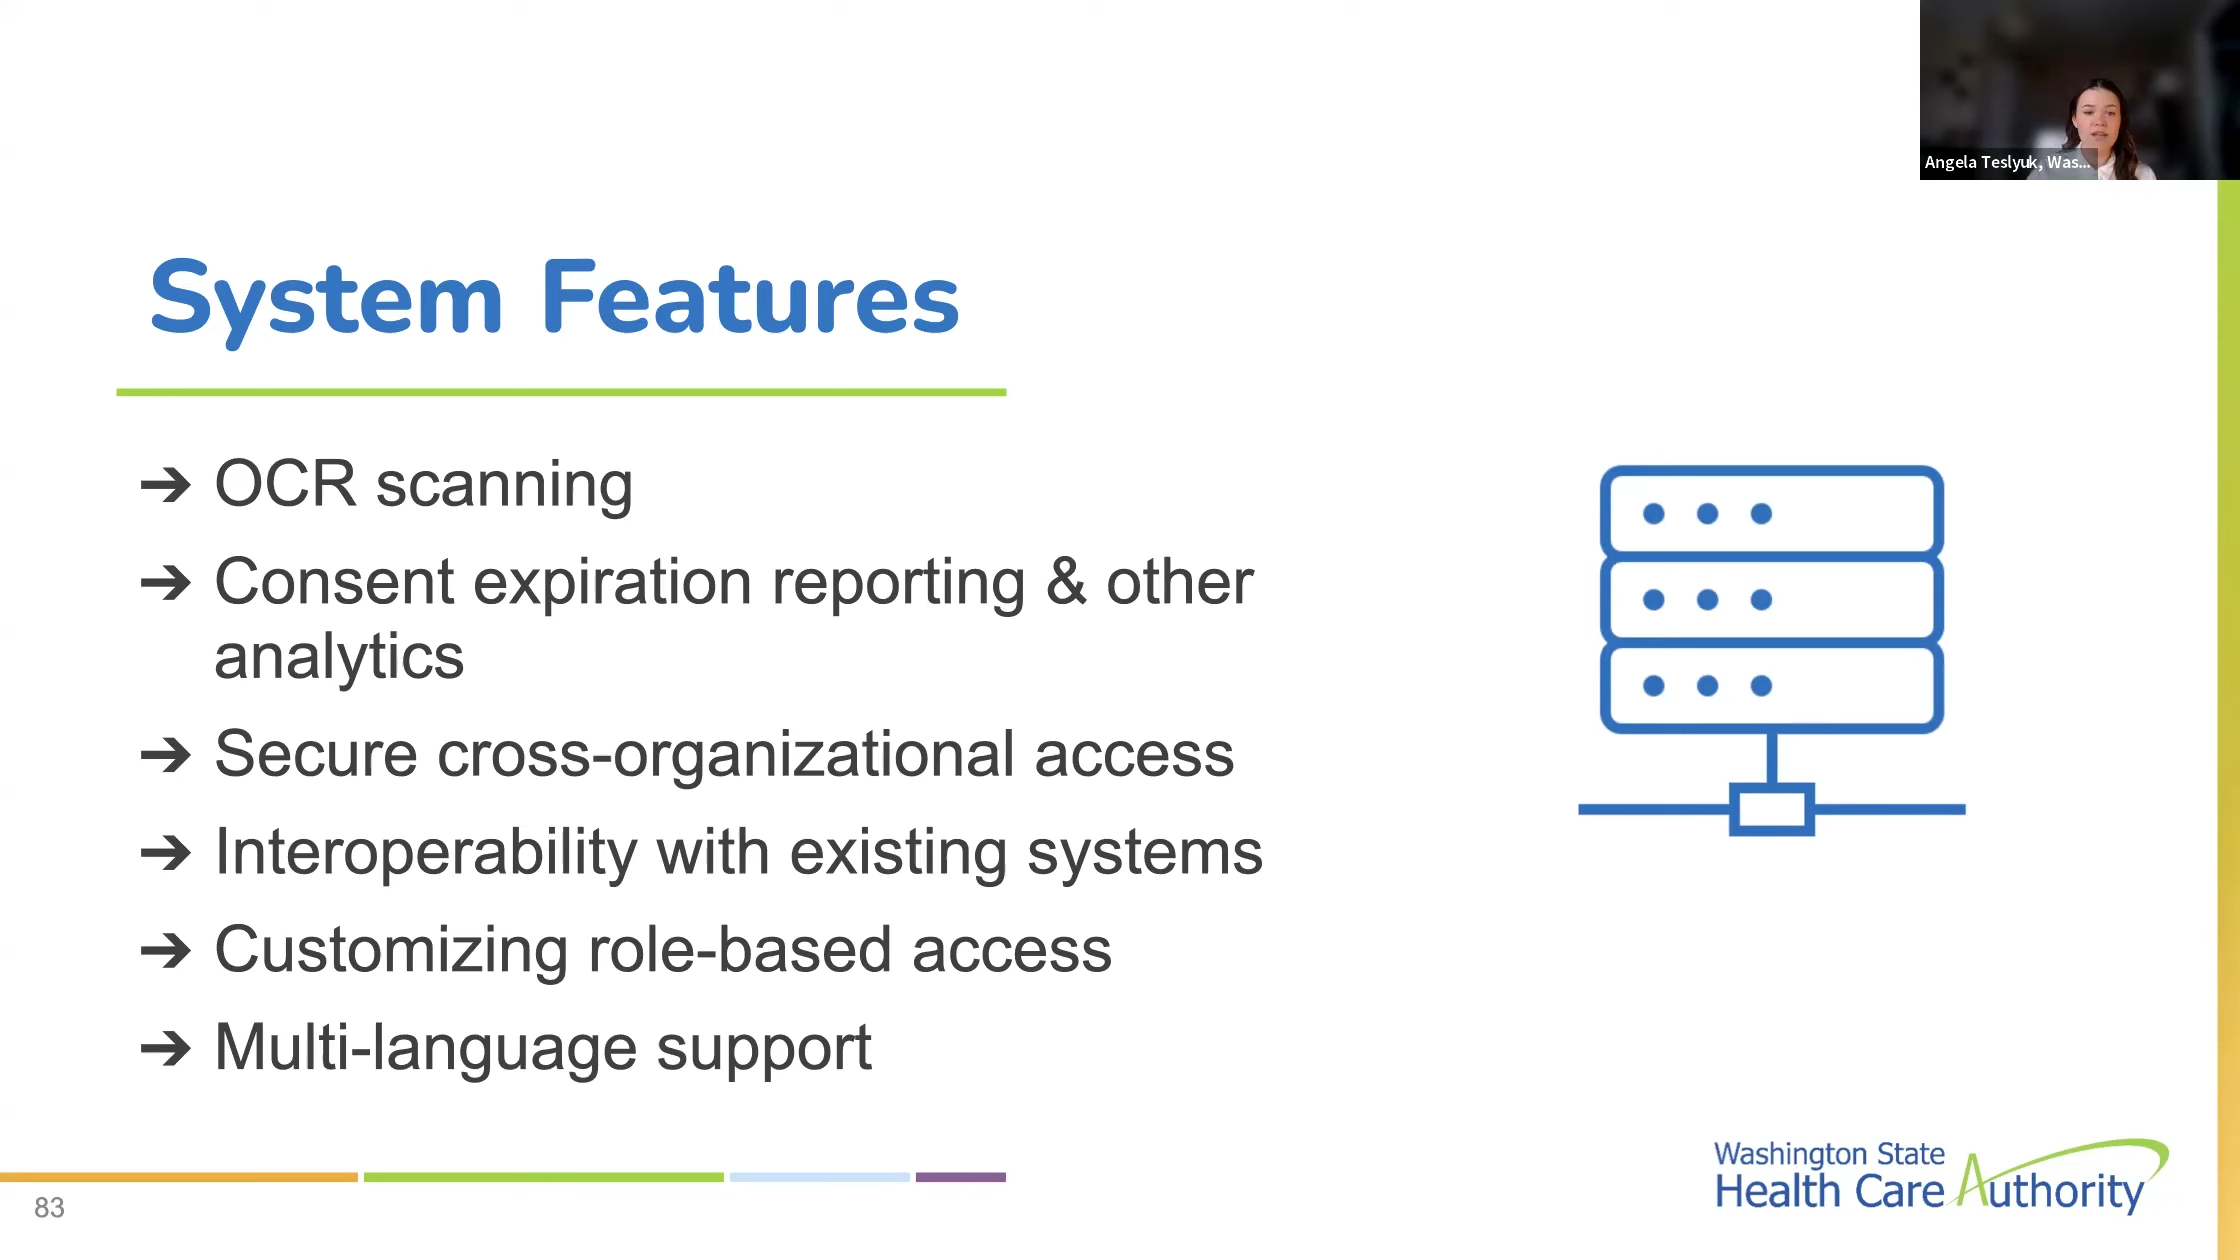 Angela Teslyuk, Was...
System Features
➔ OCR scanning
➔ Consent expiration reporting & other
analytics
➔ Secure cross-organizational access
➔ Interoperability with existing systems
➔ Customizing role-based access
➔ Multi-language support
Washington State
Health Care Authority
83